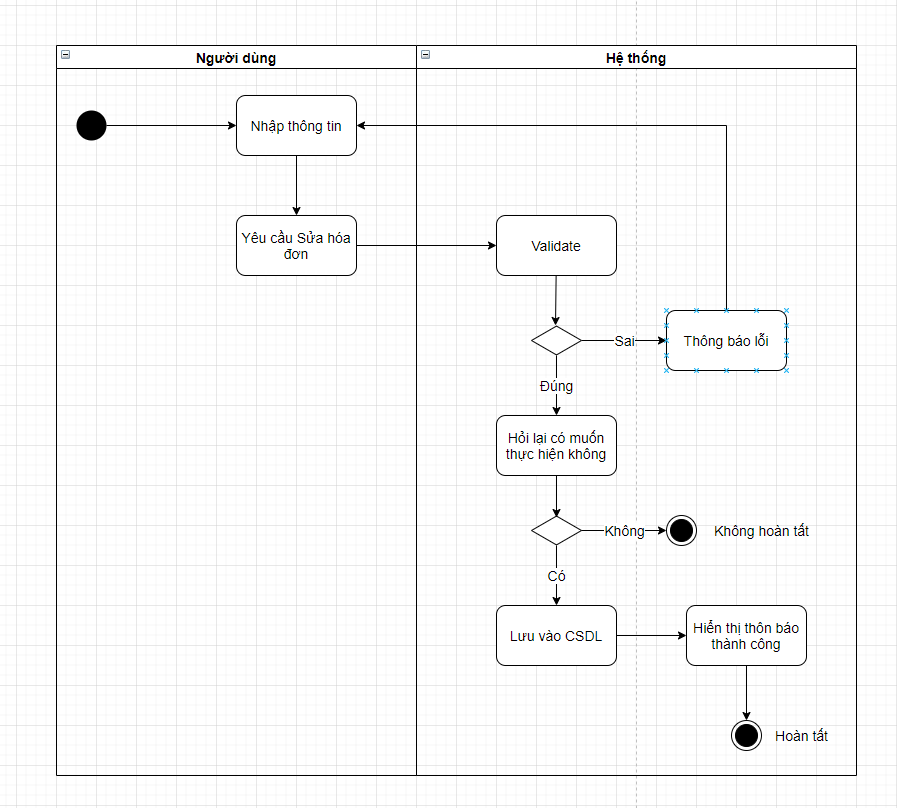 Người dùng
Hệ thống
Nhập thông tin
Yêu cầu Sửa hóa
đơn
Validate
Sai
Thông báo lỗi
Đúng
Hỏi lại có muốn
thực hiện không
Không
Không hoàn tất
Có
Lưu vào CSDL
Hiển thị thôn báo
thành công
Hoàn tất